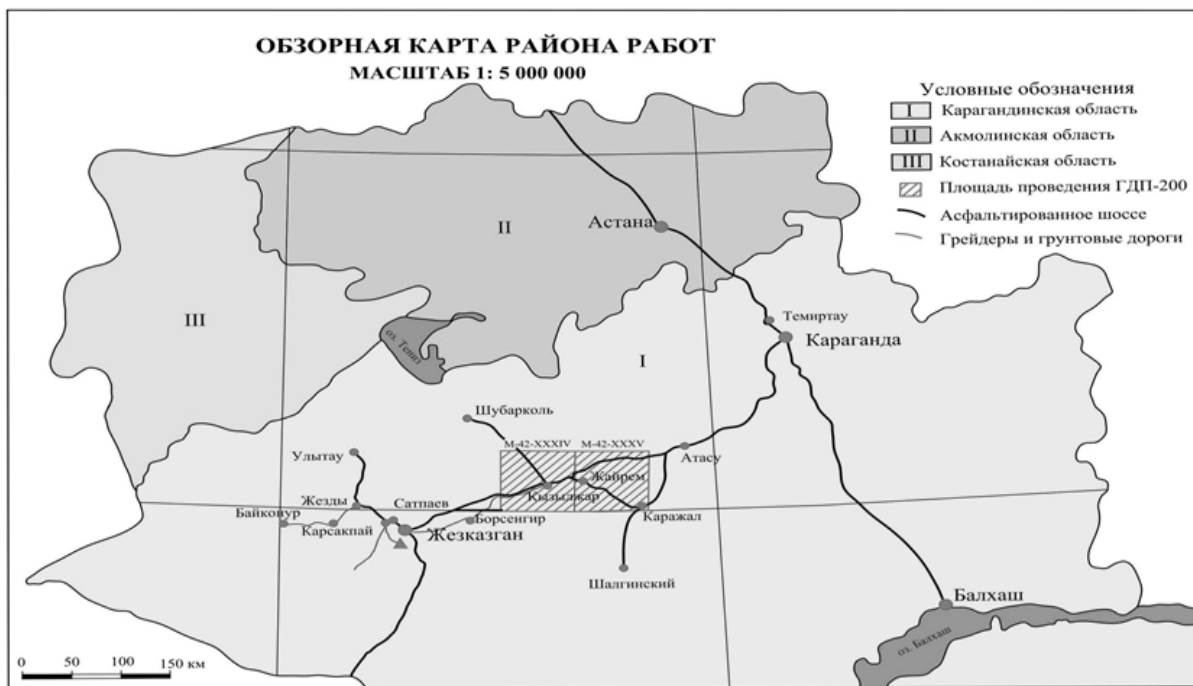 ОБЗОРНАЯ КАРТА РАЙОНА РАБОТ
МАСШТАБ 1: 5 000 000
Условные обозначения
I Карагандинская область
II Акмолинская область
III Костанайская область
Площадь проведения ГДП-200
Асфальтированное шоссе
Грейдеры и грунтовые дороги
Астана
II
III
оз. Тениз
Темиртау
Караганда
I
Шубарколь
М-42-XXXIV
М-42-XXXV
Атасу
Улытау
Жайрем
Кызылжар
Жезды
Сатпаев
Байконур
Карсакпай
Борсенгир
Каражал
Жезказган
Шалгинский
Балхаш
оз. Балхаш
0 50 100 150 км